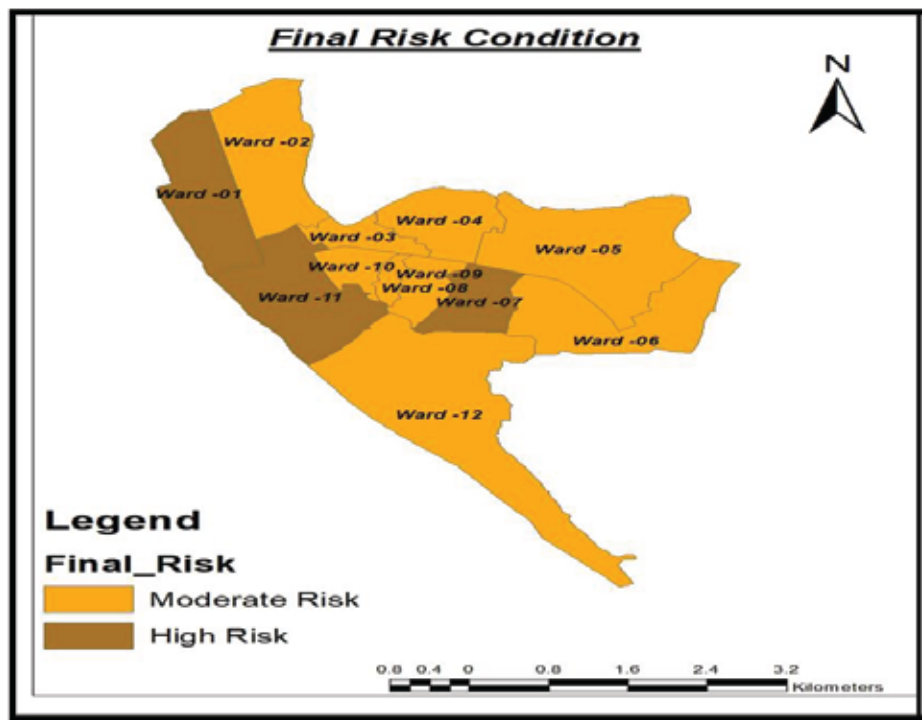 Final Risk Condition
N
Ward -02
Ward -01
Ward -04
Ward -03
Ward -05
Ward -10
Ward -09
Ward -08
Ward -11
Ward -07
Ward -06
Ward -12
Legend
Final_Risk
Moderate Risk
High Risk
0.8 0.4 0 0.8 1.6 2.4 3.2
Kilometers